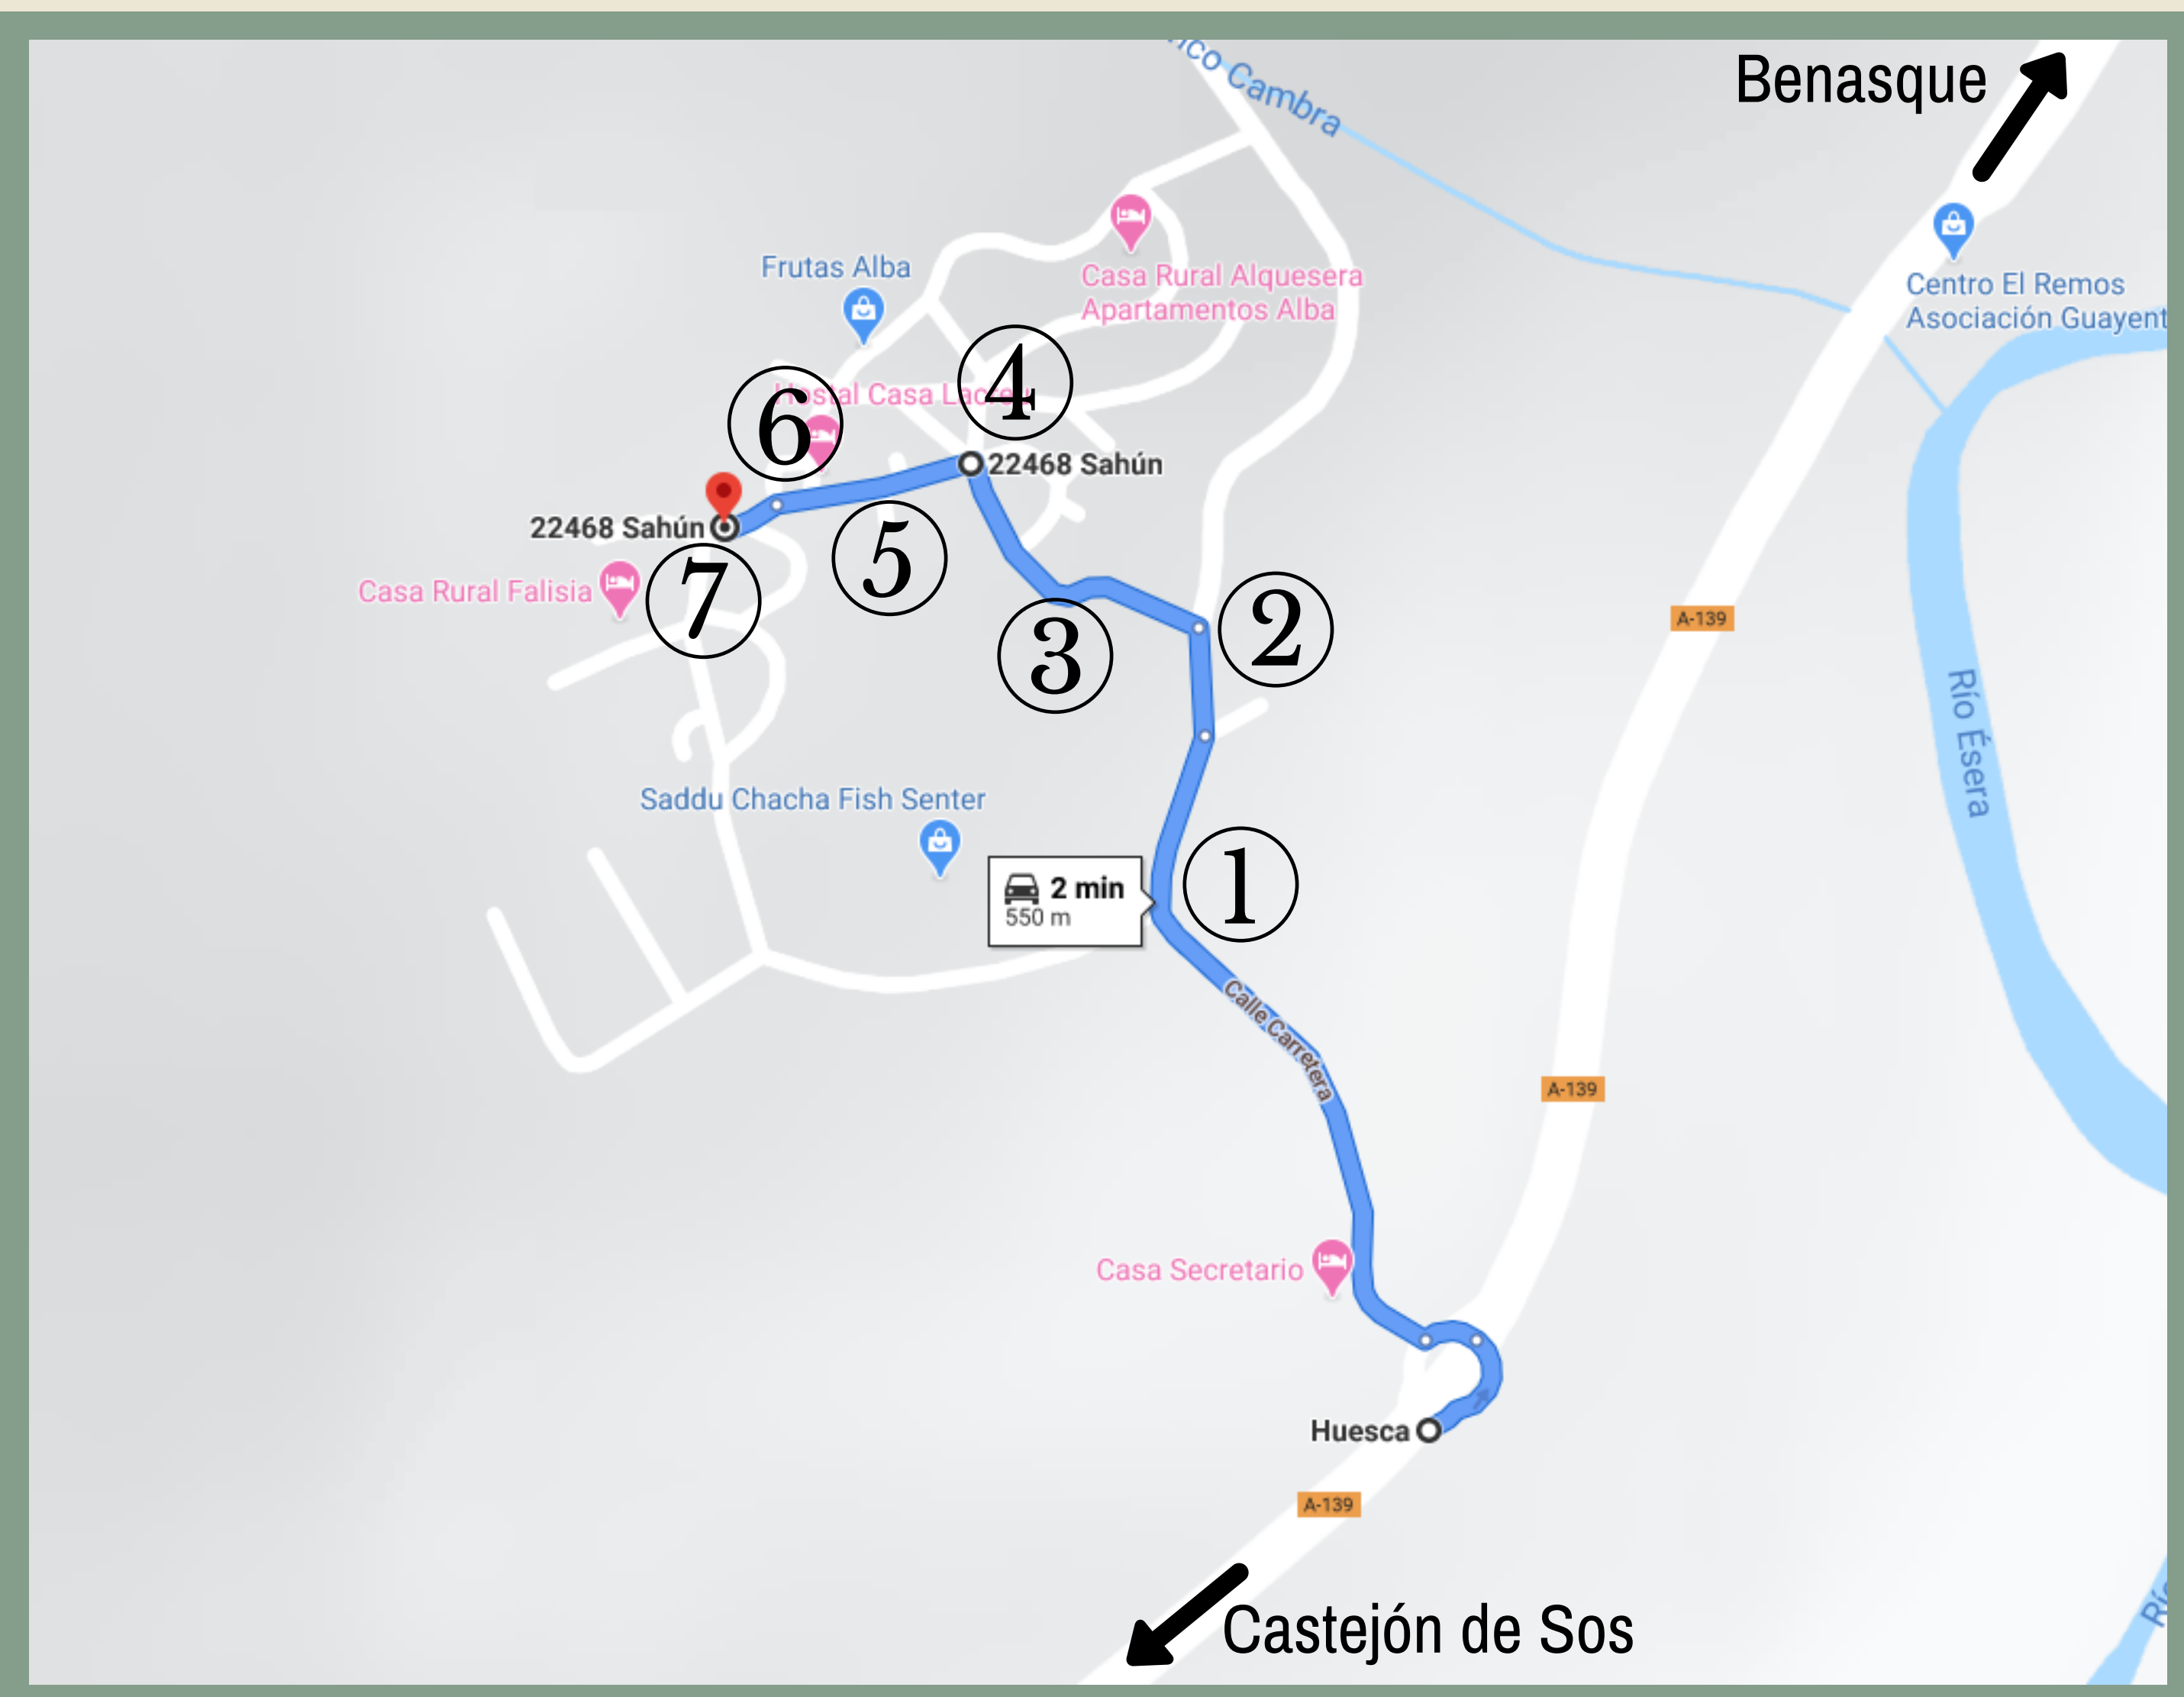 Benasque
Cambra
Frutas Alba
Casa Rural Alquesera
Apartamentos Alba
Centro El Remos
Asociación Guayent
4
6
Hostal Casa
22468 Sahún
22468 Sahún
5
7
Casa Rural Falisia
2
3
A-139
Río Ésera
Saddu Chacha Fish Senter
1
2 min
550 m
Calle Carretera
A-139
Casa Secretario
Huesca
A-139
Castejón de Sos